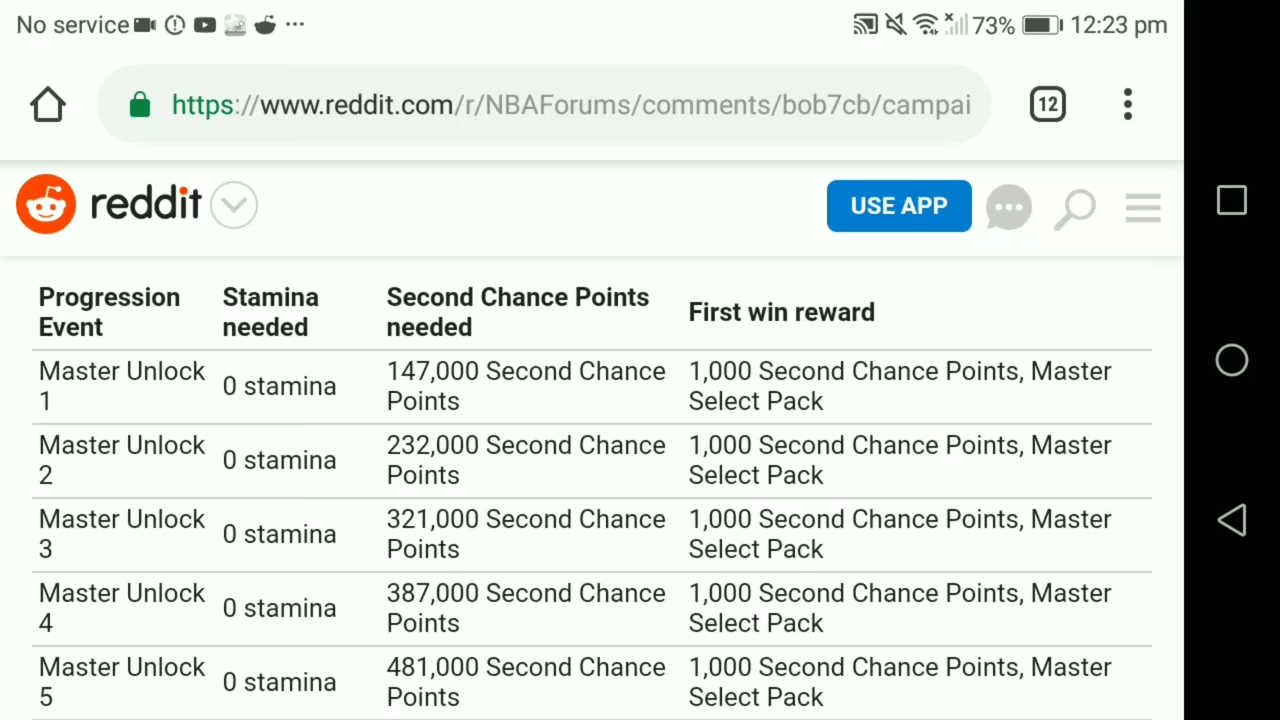 No service ... 73% 12:23 pm
https://www.reddit.com/r/NBAForums/comments/bob7cb/campai 12
reddit USE APP
Progression Event Stamina needed Second Chance Points needed First win reward
Master Unlock 1 0 stamina 147,000 Second Chance Points 1,000 Second Chance Points, Master Select Pack
Master Unlock 2 0 stamina 232,000 Second Chance Points 1,000 Second Chance Points, Master Select Pack
Master Unlock 3 0 stamina 321,000 Second Chance Points 1,000 Second Chance Points, Master Select Pack
Master Unlock 4 0 stamina 387,000 Second Chance Points 1,000 Second Chance Points, Master Select Pack
Master Unlock 5 0 stamina 481,000 Second Chance Points 1,000 Second Chance Points, Master Select Pack